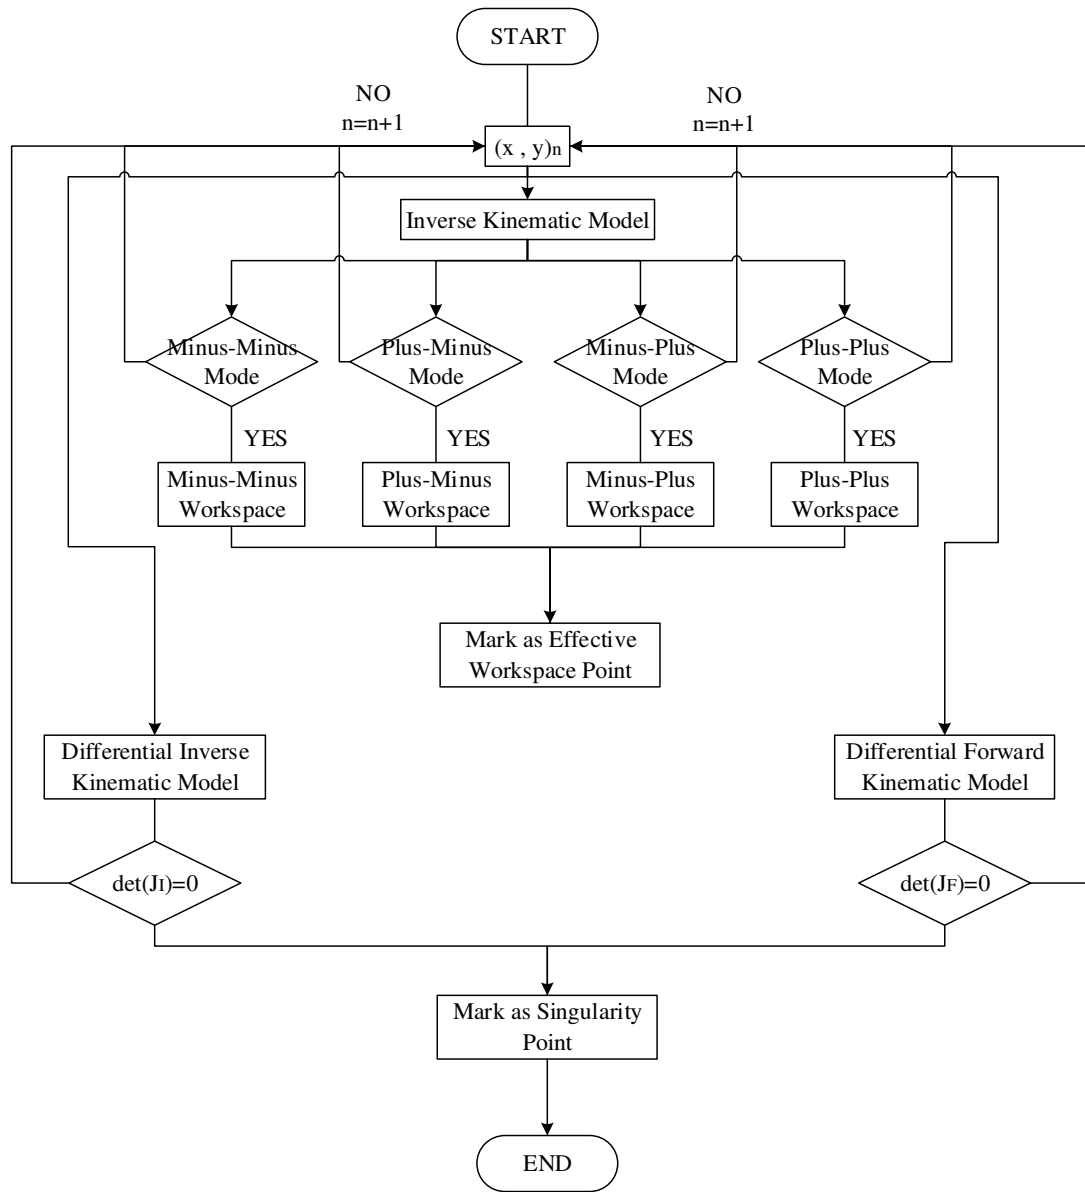 START
NO
n=n+1
NO
n=n+1
(x , y)n
Inverse Kinematic Model
Minus-Minus
Mode
Plus-Minus
Mode
Minus-Plus
Mode
Plus-Plus
Mode
YES
YES
YES
YES
Minus-Minus
Workspace
Plus-Minus
Workspace
Minus-Plus
Workspace
Plus-Plus
Workspace
Mark as Effective
Workspace Point
Differential Inverse
Kinematic Model
Differential Forward
Kinematic Model
det(JI)=0
det(JF)=0
Mark as Singularity
Point
END